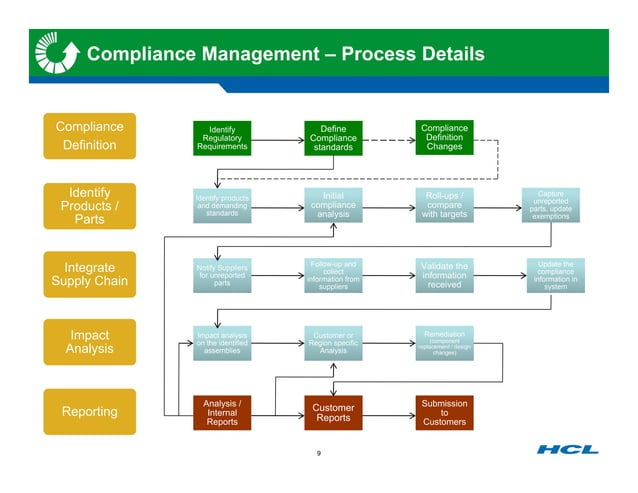 Compliance Management – Process Details
Compliance
Definition
Identify
Regulatory
Requirements
Define
Compliance
standards
Compliance
Definition
Changes
Identify
Products /
Parts
Identify products
and demanding
standards
Initial
compliance
analysis
Roll-ups /
compare
with targets
Capture
unreported
parts, update
exemptions
Integrate
Supply Chain
Notify Suppliers
for unreported
parts
Follow-up and
collect
information from
suppliers
Validate the
information
received
Update the
compliance
information in
system
Impact
Analysis
Impact analysis
on the identified
assemblies
Customer or
Region specific
Analysis
Remediation
(component
replacement / design
changes)
Reporting
Analysis /
Internal
Reports
Customer
Reports
Submission
to
Customers
9
HCL